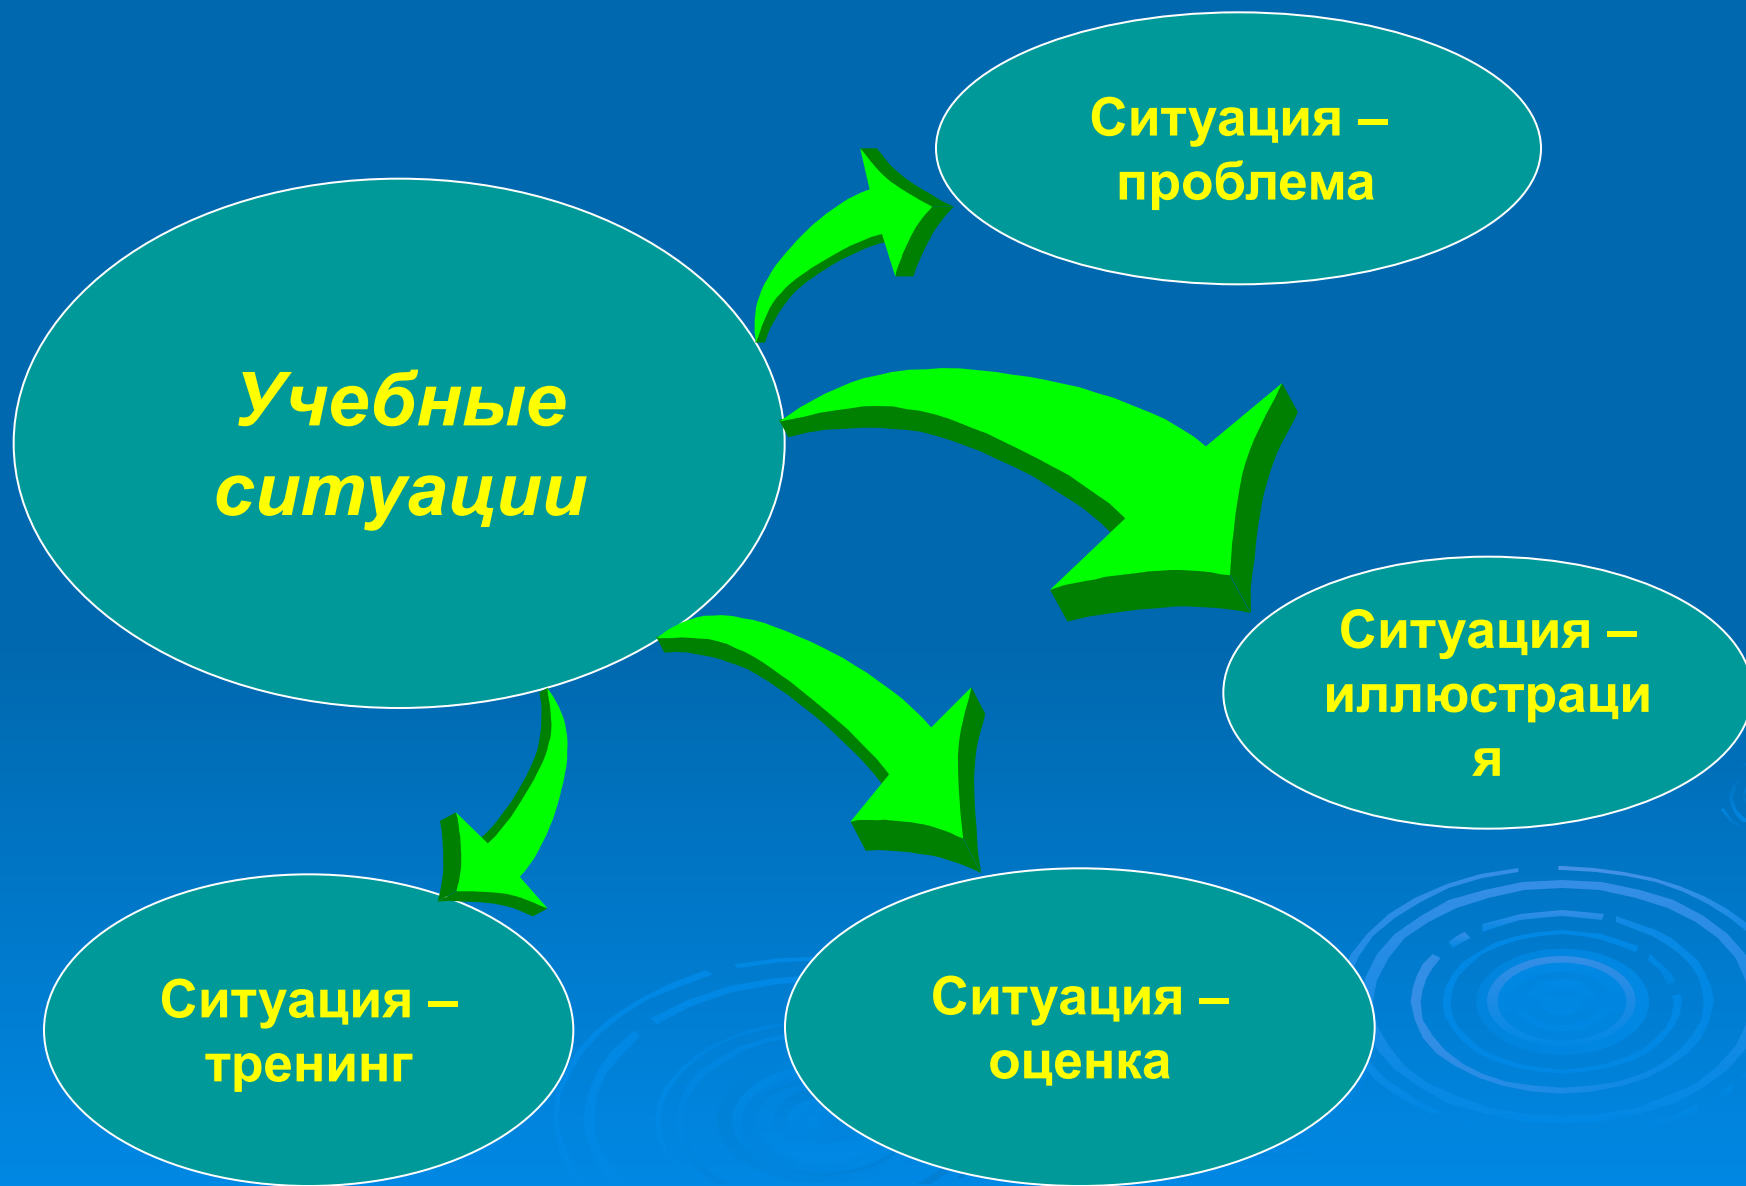 Ситуация –
проблема
Учебные
ситуации
Ситуация –
иллюстраци
я
Ситуация –
тренинг
Ситуация –
оценка